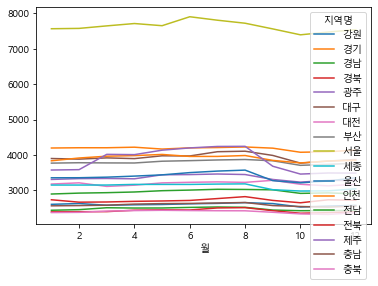 8000
7000
6000
5000
4000
3000
2
4
6
8
10
월
지역명
강원
경기
경남
경북
광주
대구
대전
부산
서울
세종
울산
인천
전남
전북
제주
충남
충북